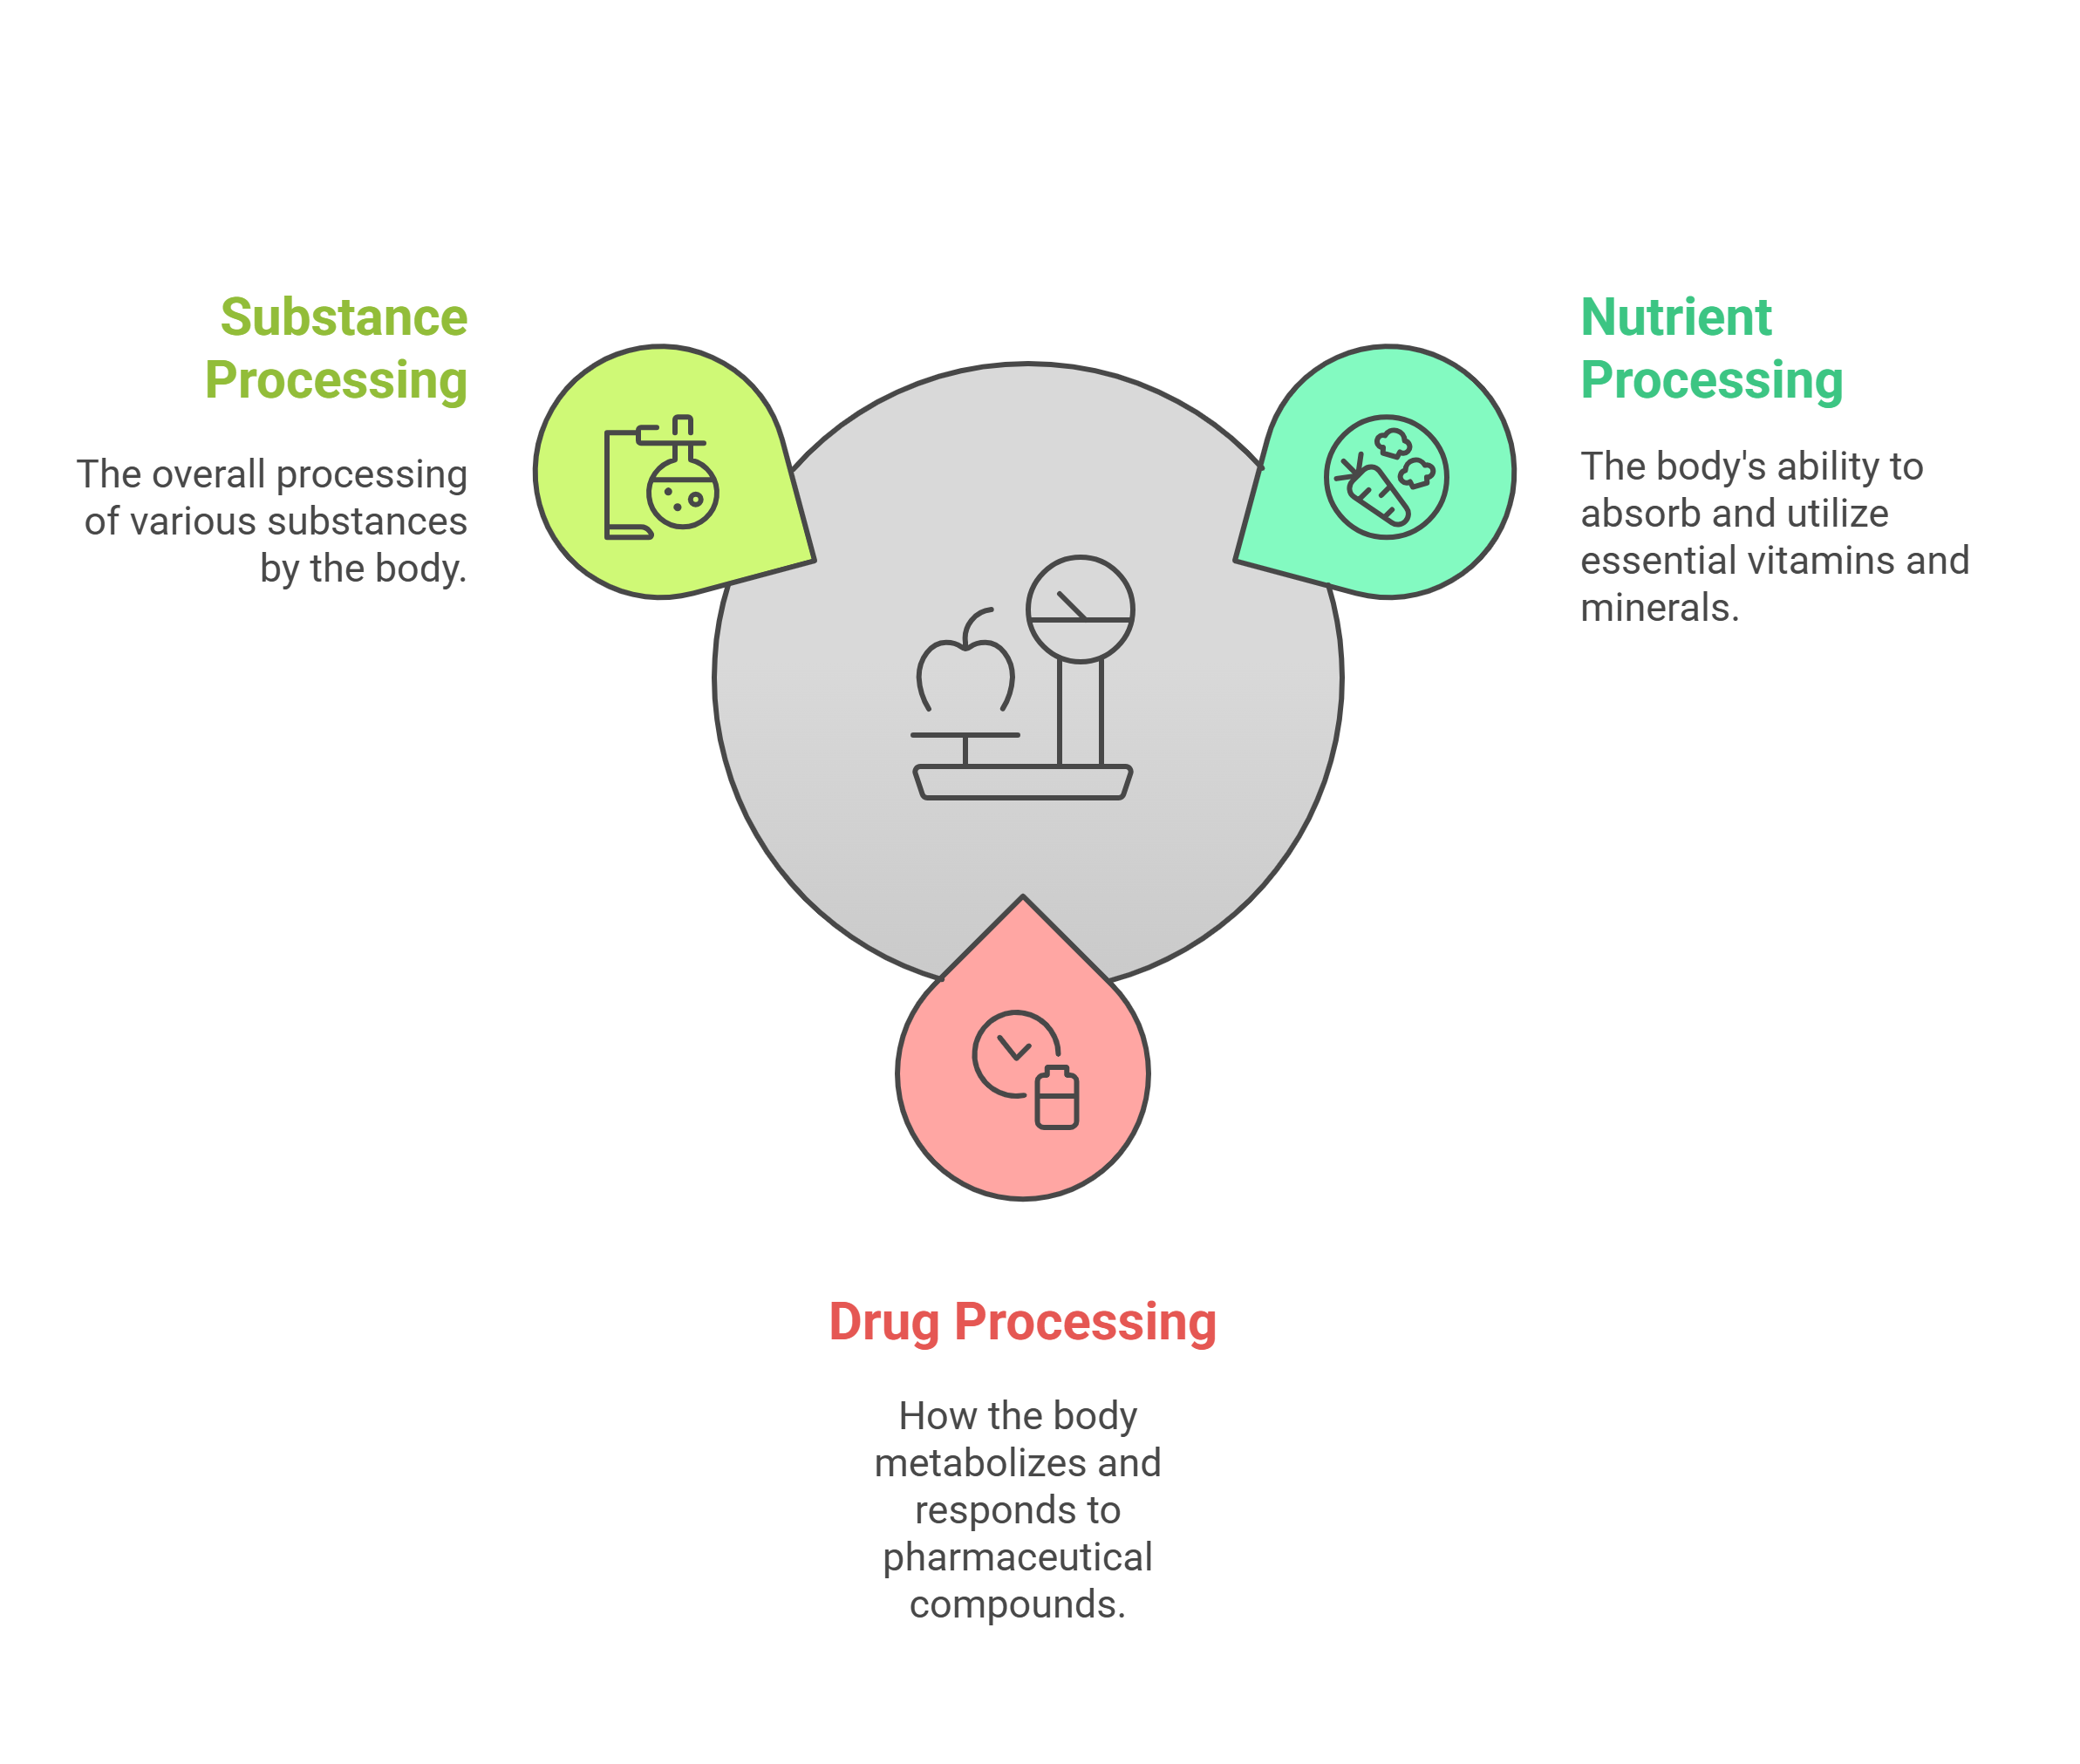 Substance
Processing
The overall processing
of various substances
by the body.
Nutrient
Processing
The body's ability to
absorb and utilize
essential vitamins and
minerals.
Drug Processing
How the body
metabolizes and
responds to
pharmaceutical
compounds.